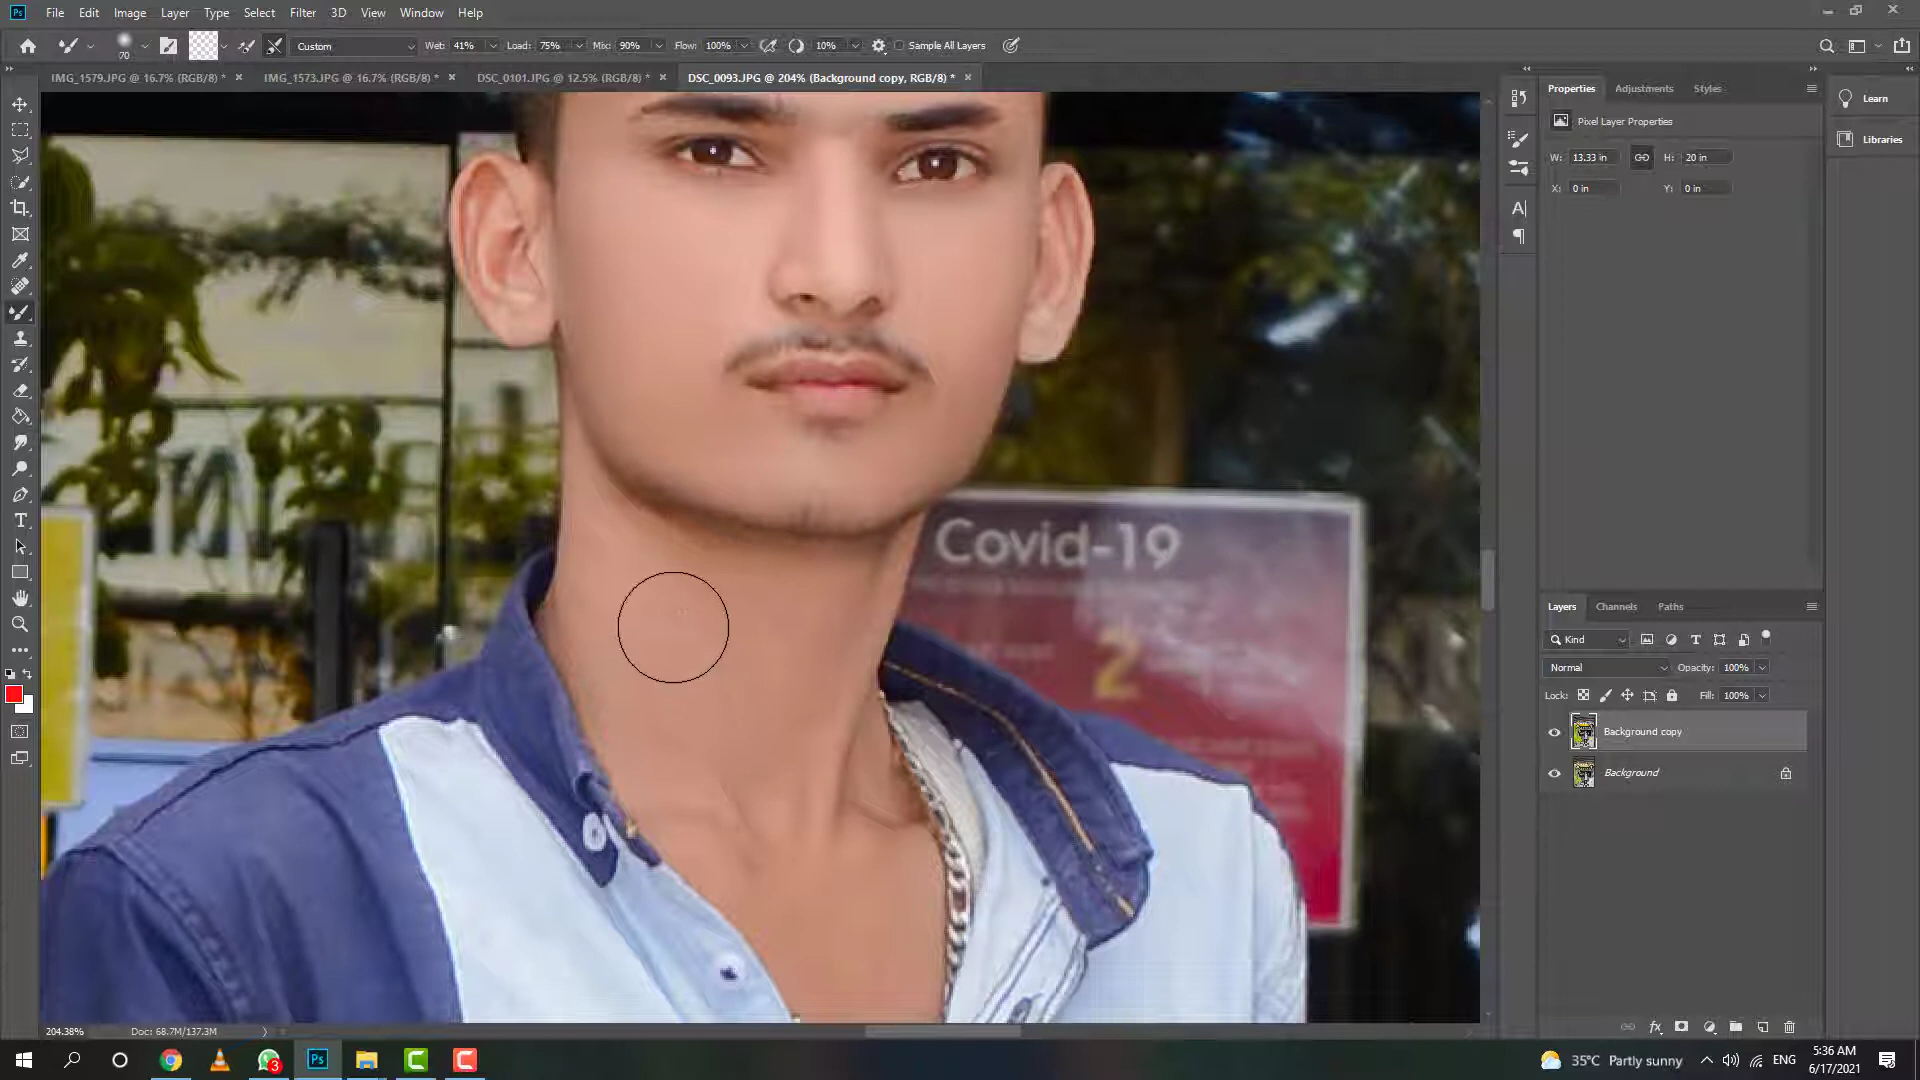 Ps File Edit Image Layer Type Select Filter 3D View Window Help
70 Custom Wet: 41% Load: 75% Mix: 90% Flow: 100% 10% Sample All Layers
IMG_1579.JPG @ 16.7% (RGB/8) * × IMG_1573.JPG @ 16.7% (RGB/8) * × DSC_0101.JPG @ 12.5% (RGB/8) * × DSC_0093.JPG @ 204% (Background copy, RGB/8) * ×
Properties Adjustments Styles
Learn
Pixel Layer Properties
Libraries
W: 13.33 in H: 20 in
X: 0 in Y: 0 in
Covid-19
2
Layers Channels Paths
Kind
Normal Opacity: 100%
Lock: Fill: 100%
Background copy
Background
204.38% Doc: 68.7M/137.3M
3 Ps 35°C Partly sunny ENG 5:36 AM
6/17/2021